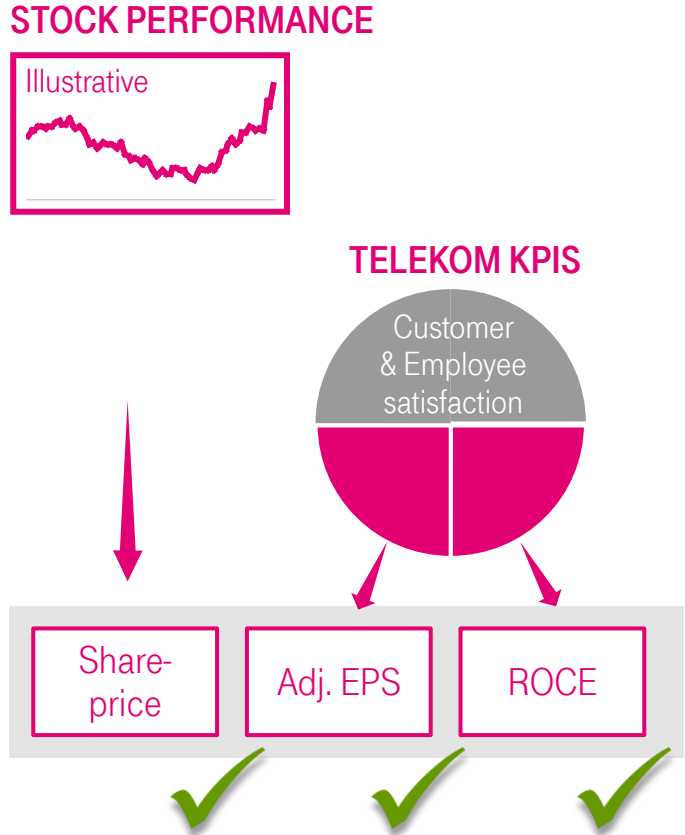 STOCK PERFORMANCE
Illustrative
TELEKOM KPIS
Customer
& Employee
satisfaction
Share-
price
Adj. EPS
ROCE